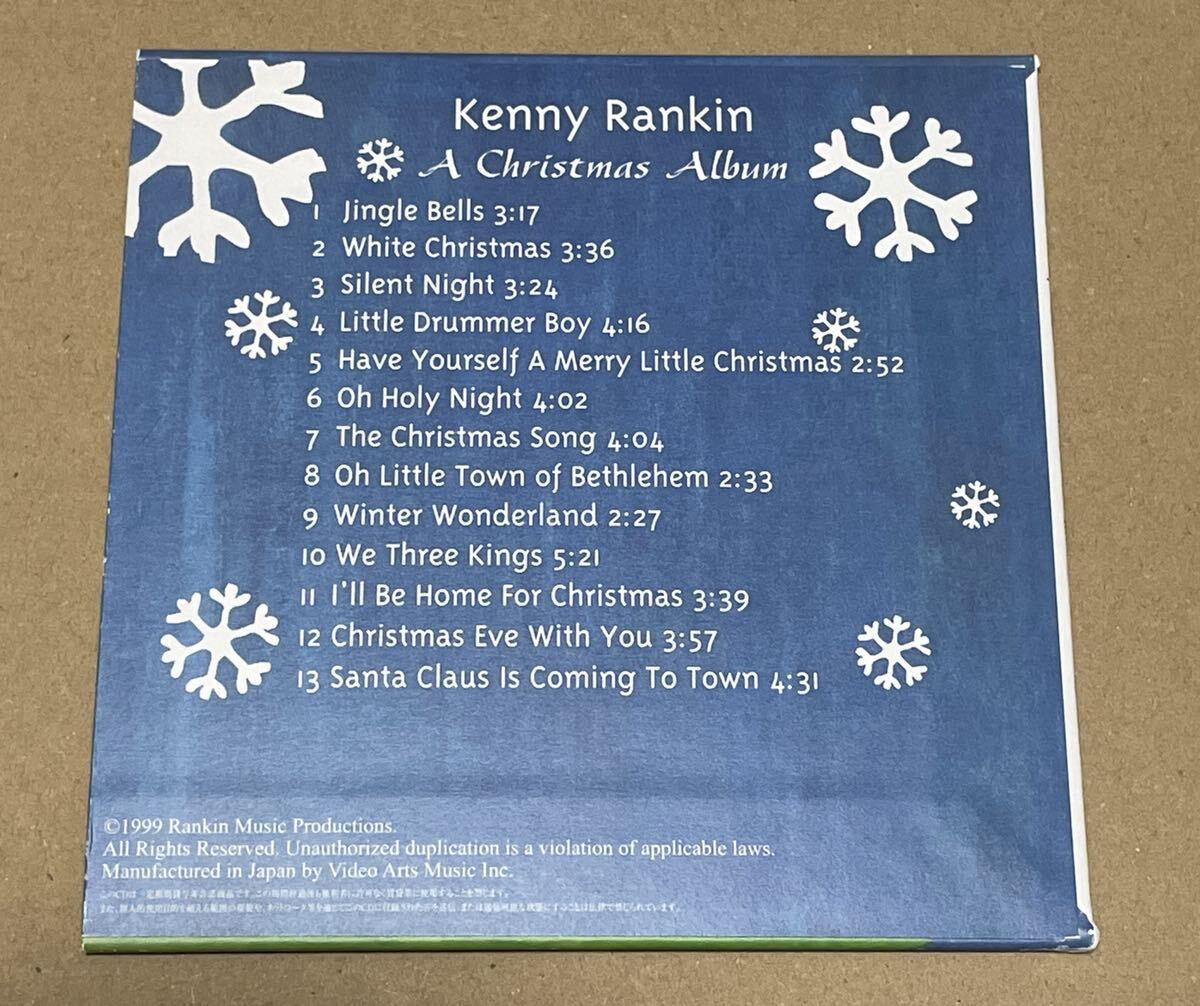 Kenny Rankin
A Christmas Album
1 Jingle Bells 3:17
2 White Christmas 3:36
3 Silent Night 3:24
4 Little Drummer Boy 4:16
5 Have Yourself A Merry Little Christmas 2:52
6 Oh Holy Night 4:02
7 The Christmas Song 4:04
8 Oh Little Town of Bethlehem 2:33
9 Winter Wonderland 2:27
10 We Three Kings 5:21
11 I'll Be Home For Christmas 3:39
12 Christmas Eve With You 3:57
13 Santa Claus Is Coming To Town 4:31
©1999 Rankin Music Productions.
All Rights Reserved. Unauthorized duplication is a violation of applicable laws.
Manufactured in Japan by Video Arts Music Inc.